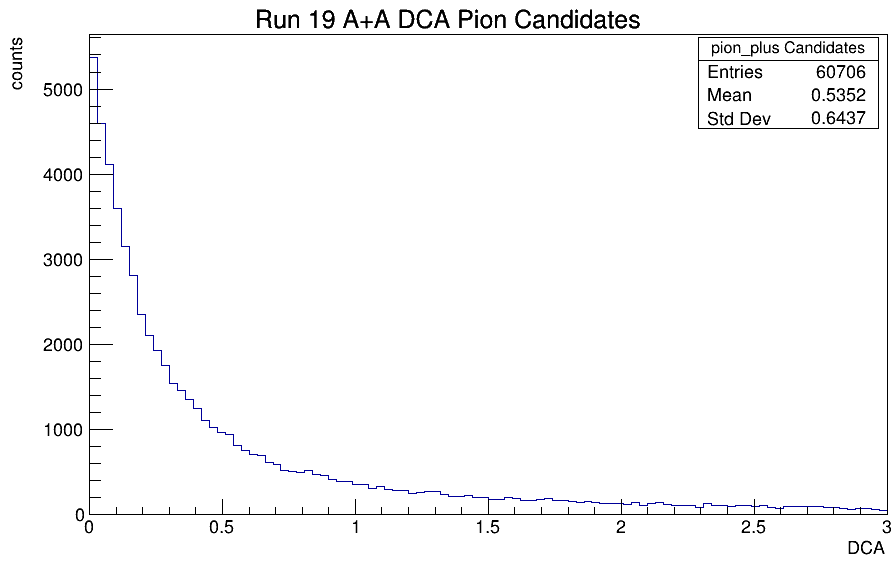 Run 19 A+A DCA Pion Candidates
counts
pion_plus Candidates
Entries 60706
Mean 0.5352
Std Dev 0.6437
5000
4000
3000
2000
1000
0
0 0.5 1 1.5 2 2.5 3
DCA